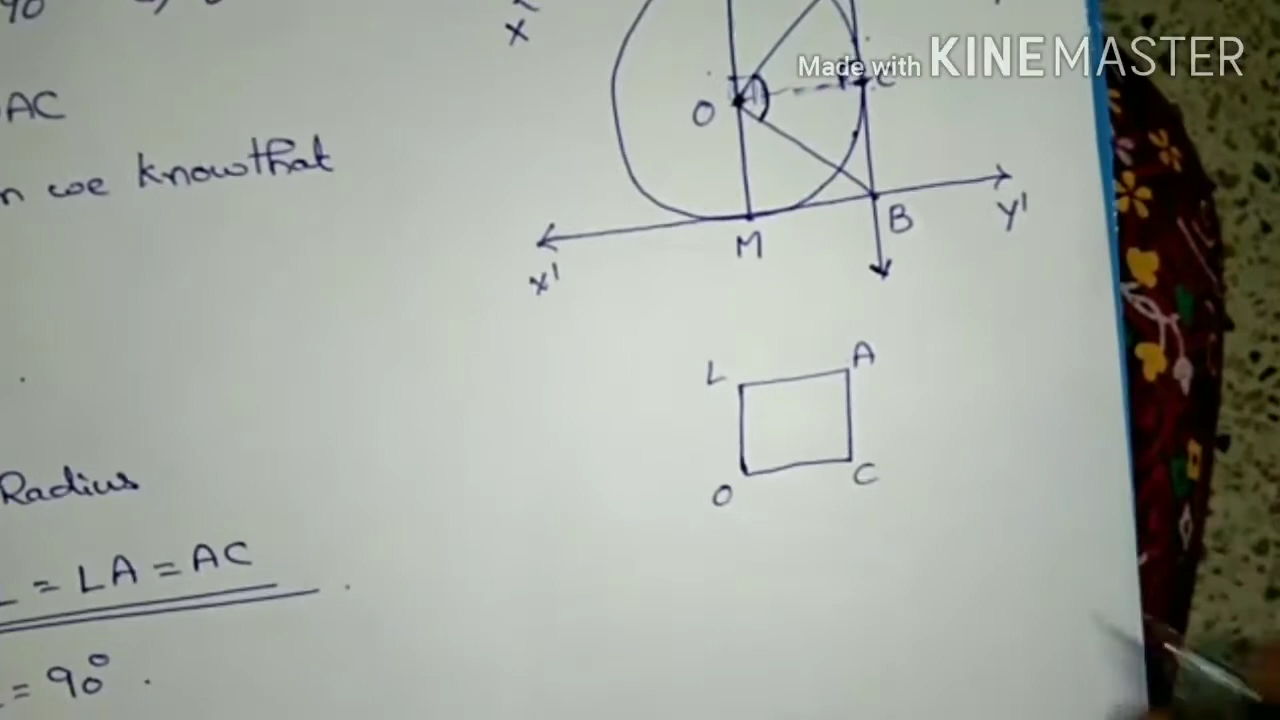 90
X
Made with KINEMASTER
AC
O
C
n we know that
B
Y'
M
X'
L
A
Radius
O
C
= LA = AC
= 90°.